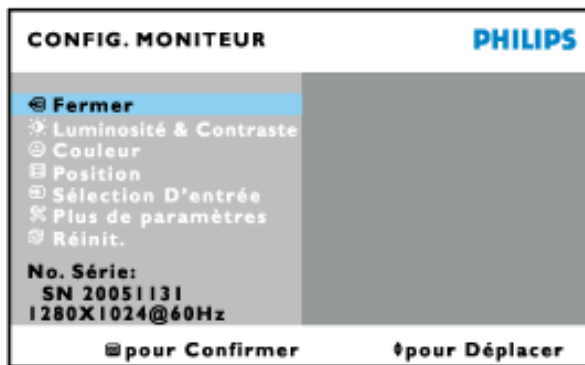 CONFIG. MONITEUR PHILIPS
Fermer
Luminosité & Contraste
Couleur
Position
Sélection D'entrée
Plus de paramètres
Réinit.
No. Série:
SN 20051131
1280X1024@60Hz
pour Confirmer pour Déplacer